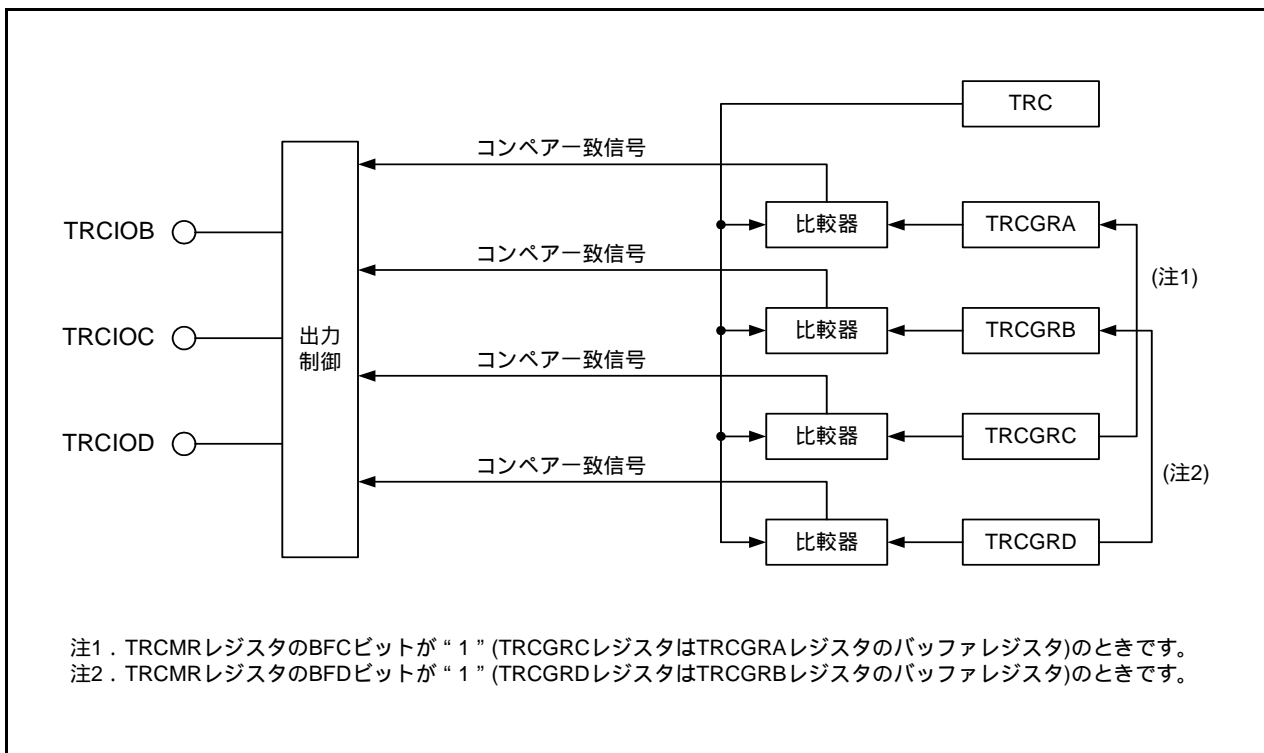 TRC
コンペア一致信号
比較器
TRCGRA
TRCIOB
コンペア一致信号
(注1)
比較器
TRCGRB
TRCIOC
出力
制御
コンペア一致信号
比較器
TRCGRC
TRCIOD
コンペア一致信号
(注2)
比較器
TRCGRD
注1．TRCMRレジスタのBFCビットが“1”(TRCGRCレジスタはTRCGRAレジスタのバッファレジスタ)のときです。
注2．TRCMRレジスタのBFDビットが“1”(TRCGRDレジスタはTRCGRBレジスタのバッファレジスタ)のときです。